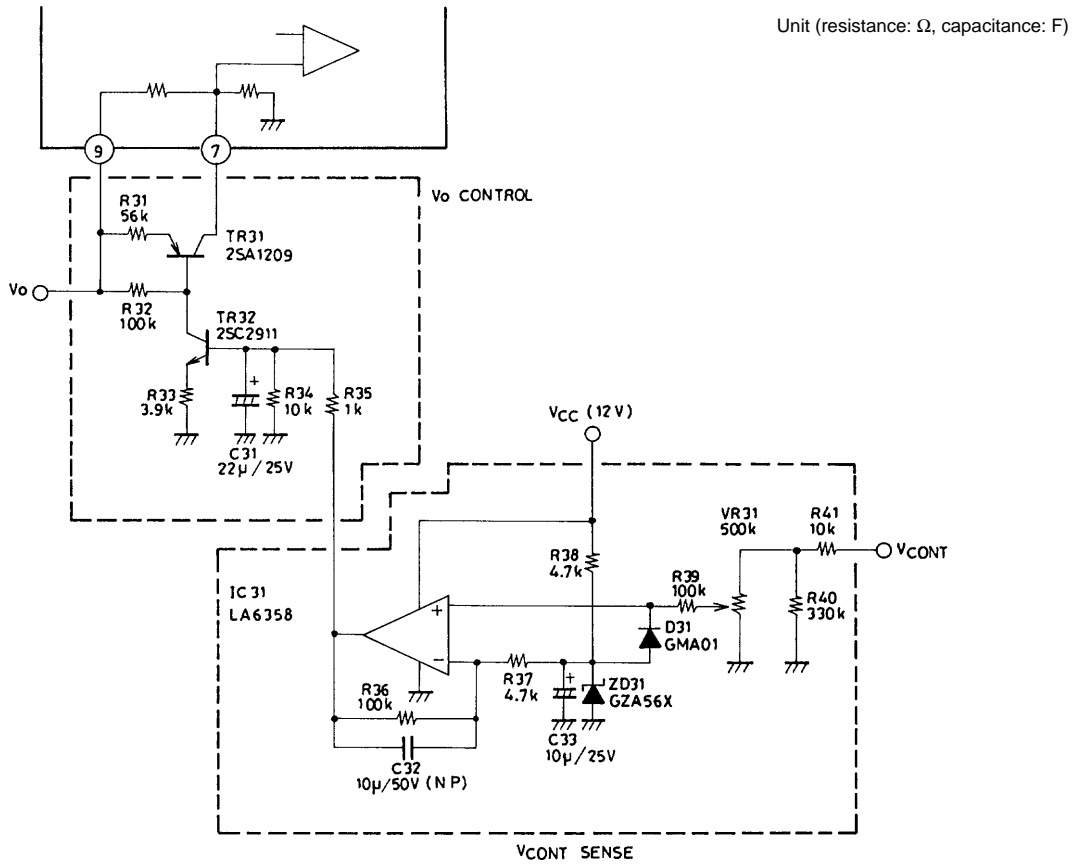 Unit (resistance: Ω, capacitance: F)
9
7
Vo CONTROL
R31
56k
TR31
2SA1209
Vo
R32
100k
TR32
2SC2911
R33
3.9k
+
R34
10k
R35
1k
C31
22μ/25V
VCC (12V)
R38
4.7k
VR31
500k
R41
10k
VCONT
R39
100k
R40
330k
IC31
LA6358
+
−
D31
GMA01
R37
4.7k
+
ZD31
GZA56X
C33
10μ/25V
R36
100k
C32
10μ/50V (NP)
VCONT SENSE